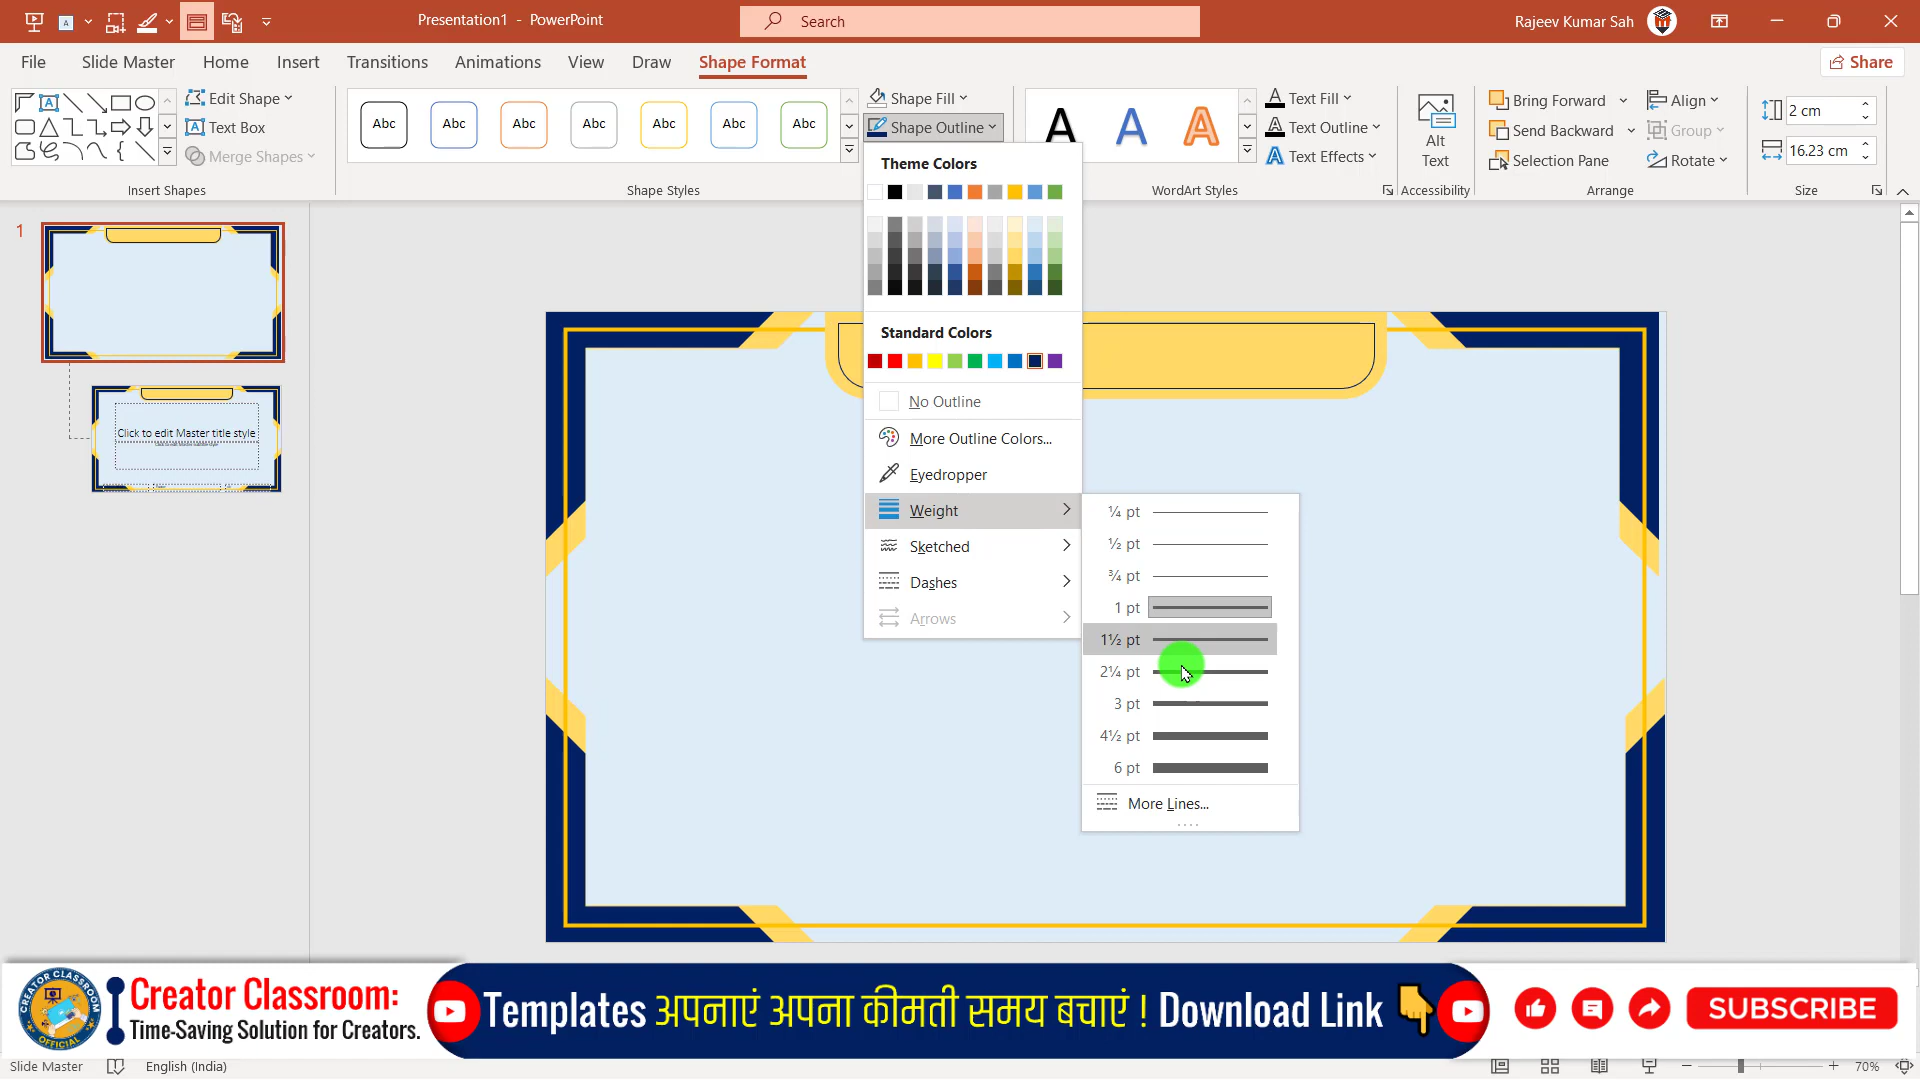 Presentation1 - PowerPoint
Search
Rajeev Kumar Sah
File Slide Master Home Insert Transitions Animations View Draw Shape Format
Share
Edit Shape
Text Box
Merge Shapes
Insert Shapes
Abc Abc Abc Abc Abc Abc Abc
Shape Styles
Shape Fill
Shape Outline
A A A
WordArt Styles
Text Fill
Text Outline
Text Effects
Alt
Text
Accessibility
Bring Forward
Send Backward
Selection Pane
Align
Group
Rotate
Arrange
2 cm
16.23 cm
Size
Theme Colors
Standard Colors
No Outline
More Outline Colors...
Eyedropper
Weight
Sketched
Dashes
Arrows
¼ pt
½ pt
¾ pt
1 pt
1½ pt
2¼ pt
3 pt
4½ pt
6 pt
More Lines...
1
Click to edit Master title style
CREATOR CLASSROOM
OFFICIAL
Creator Classroom:
Time-Saving Solution for Creators.
Templates अपनाएं अपना कीमती समय बचाएं ! Download Link
SUBSCRIBE
Slide Master
English (India)
70%